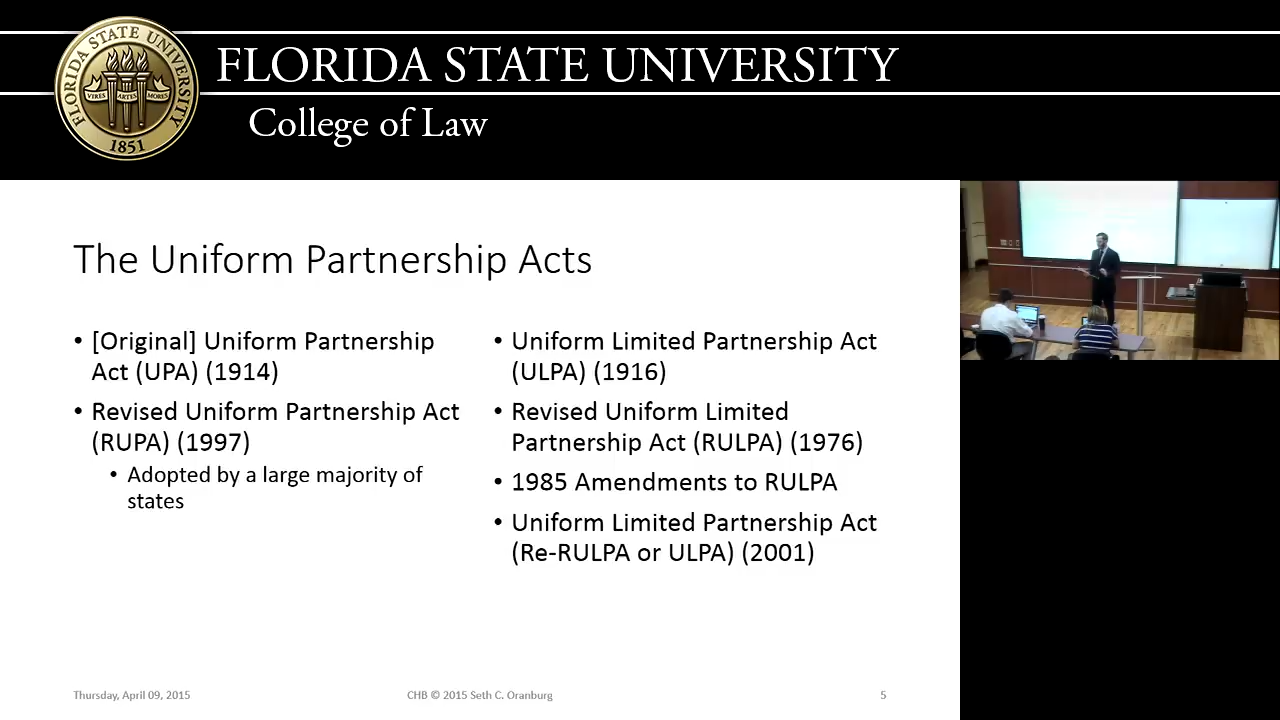 FLORIDA STATE UNIVERSITY
1851
VIRES ARTES MORES
FLORIDA STATE UNIVERSITY
College of Law
The Uniform Partnership Acts
• [Original] Uniform Partnership
Act (UPA) (1914)
• Revised Uniform Partnership Act
(RUPA) (1997)
• Adopted by a large majority of
states
• Uniform Limited Partnership Act
(ULPA) (1916)
• Revised Uniform Limited
Partnership Act (RULPA) (1976)
• 1985 Amendments to RULPA
• Uniform Limited Partnership Act
(Re-RULPA or ULPA) (2001)
Thursday, April 09, 2015
CHB © 2015 Seth C. Oranburg
5